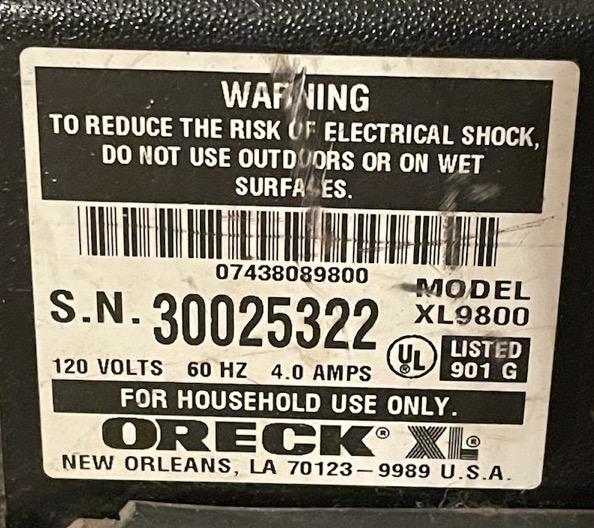 WARNING
TO REDUCE THE RISK OF ELECTRICAL SHOCK,
DO NOT USE OUTDOORS OR ON WET
SURFACES.
07438089800
MODEL
S.N. 30025322 XL9800
120 VOLTS 60 HZ 4.0 AMPS UL LISTED
901 G
FOR HOUSEHOLD USE ONLY.
ORECK® XL®
NEW ORLEANS, LA 70123–9989 U.S.A.